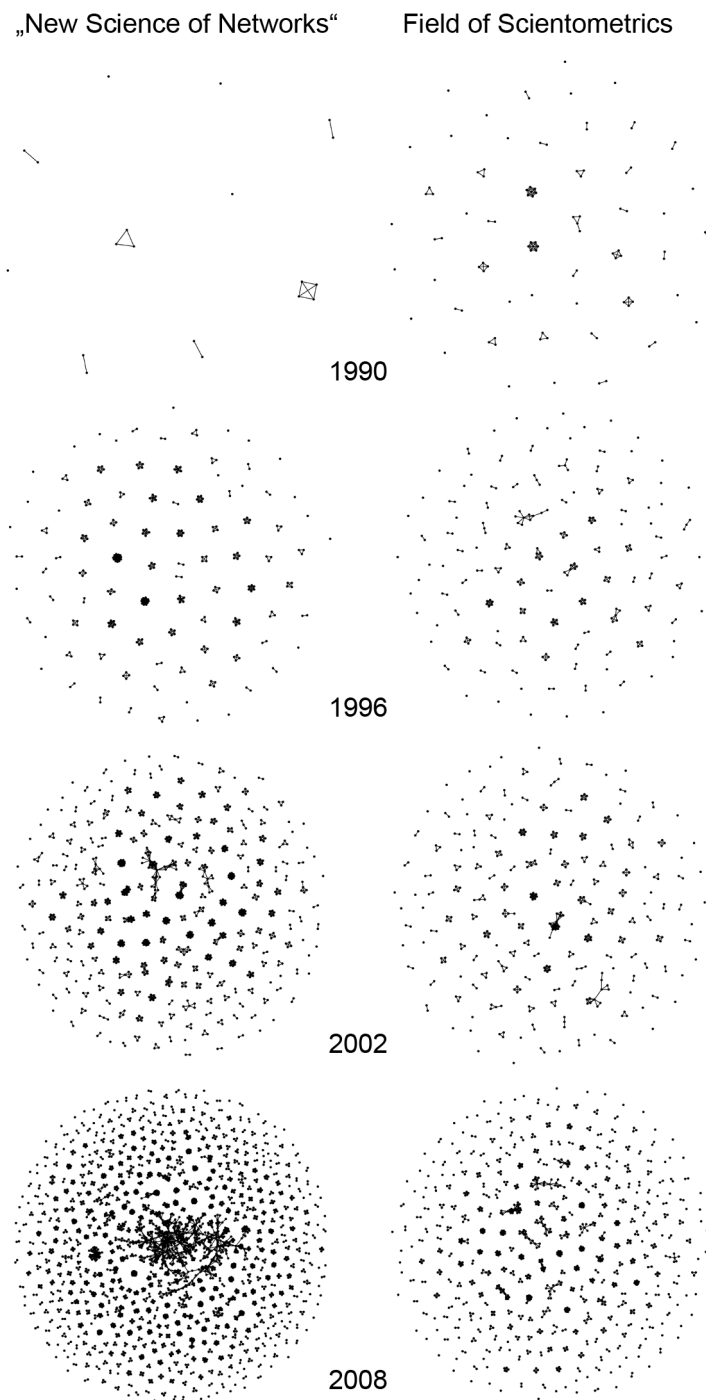 „New Science of Networks“
Field of Scientometrics
1990
1996
2002
2008